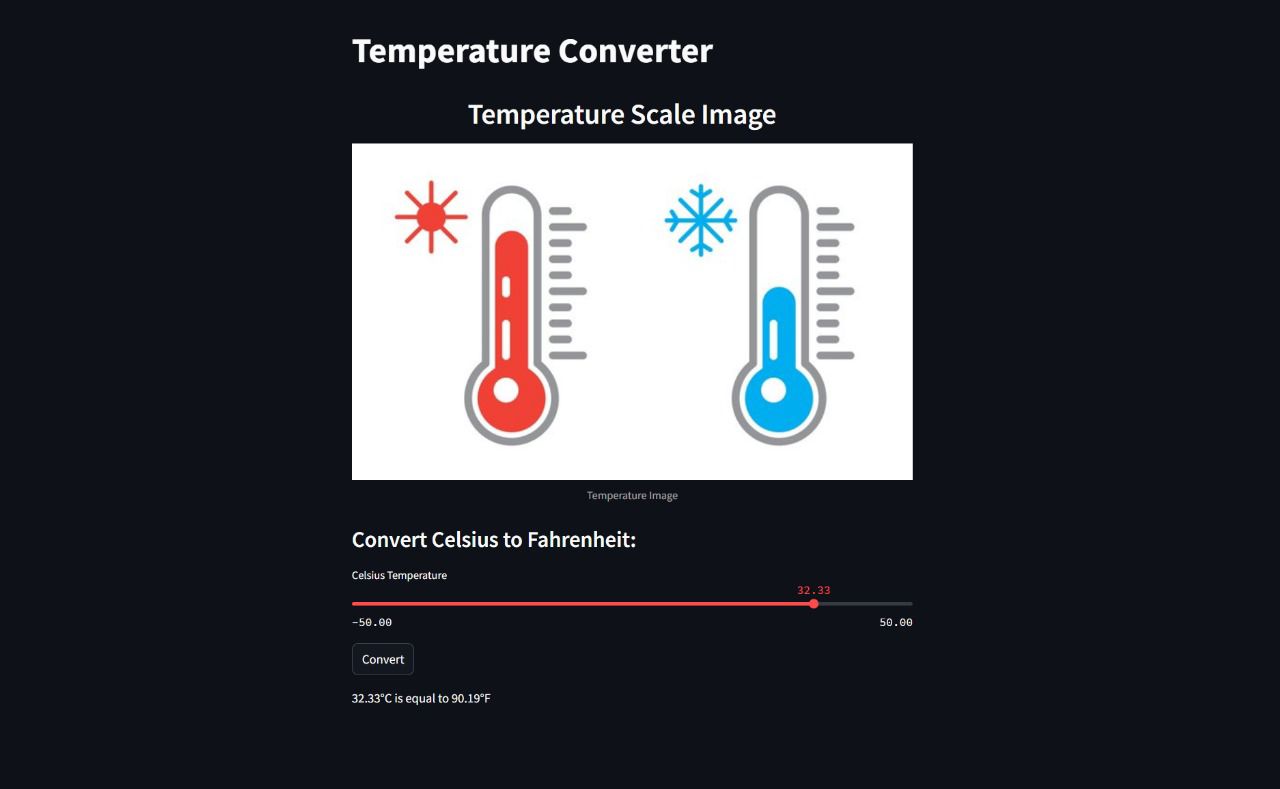 Temperature Converter
Temperature Scale Image
Temperature Image
Convert Celsius to Fahrenheit:
Celsius Temperature
32.33
−50.00 50.00
Convert
32.33°C is equal to 90.19°F